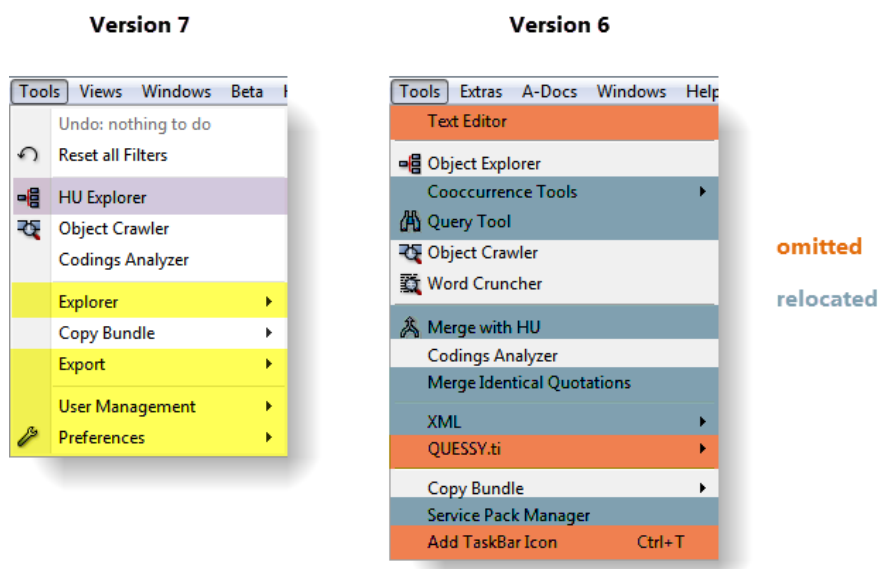 Version 7
Tools Views Windows Beta
Undo: nothing to do
Reset all Filters
HU Explorer
Object Crawler
Codings Analyzer
Explorer
Copy Bundle
Export
User Management
Preferences
Version 6
Tools Extras A-Docs Windows Help
Text Editor
Object Explorer
Cooccurrence Tools
Query Tool
Object Crawler
Word Cruncher
Merge with HU
Codings Analyzer
Merge Identical Quotations
XML
QUESSY.ti
Copy Bundle
Service Pack Manager
Add TaskBar Icon Ctrl+T
omitted
relocated